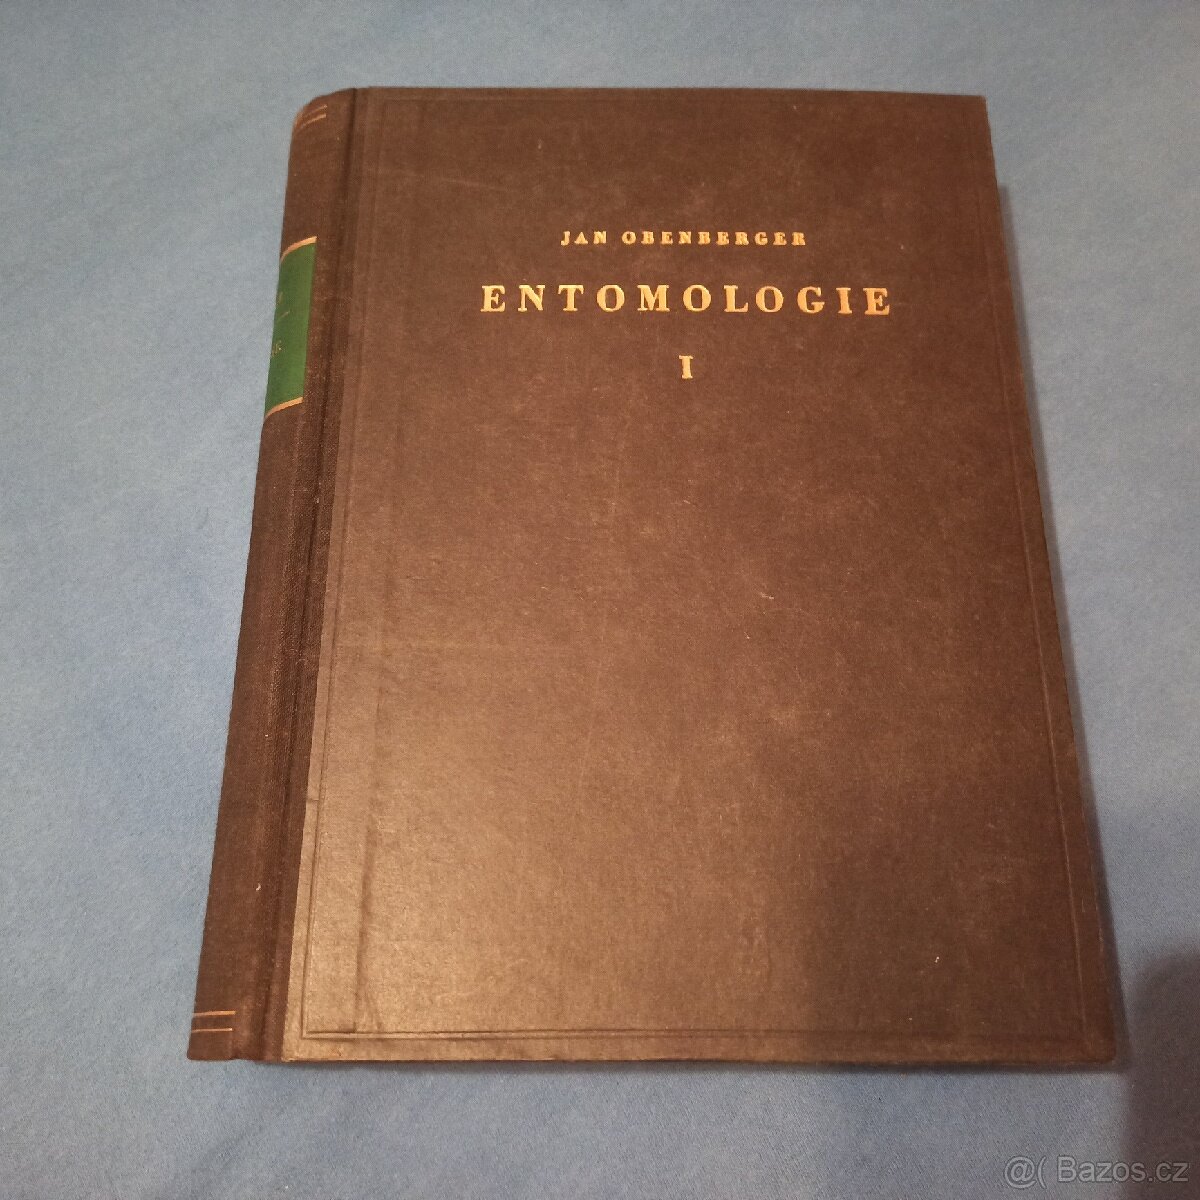 JAN OBENBERGER
ENTOMOLOGIE
I
@( Bazos.cz